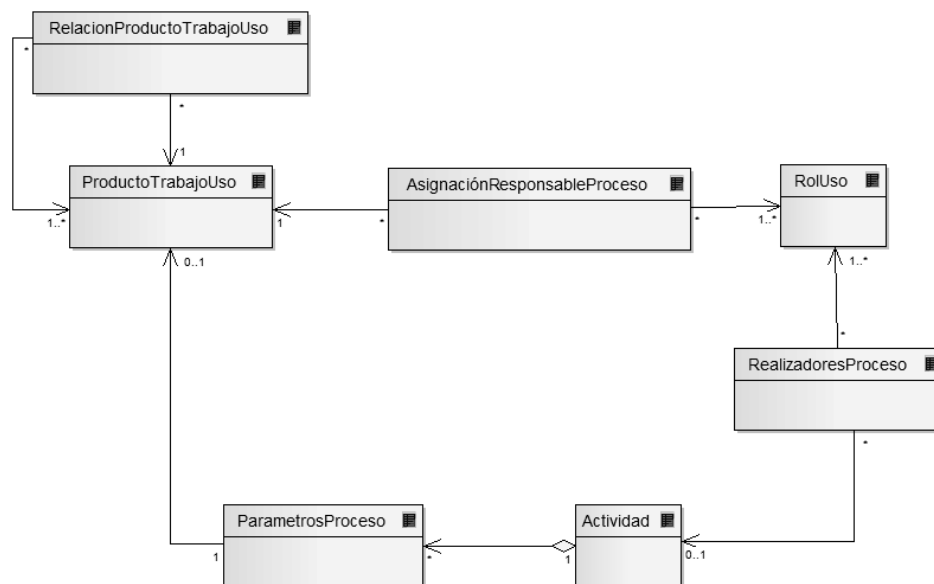 RelacionProductoTrabajoUso
*
*
1
ProductoTrabajoUso
AsignaciónResponsableProceso
RolUso
1..*
1
*
*
1..*
0..1
1..*
*
RealizadoresProceso
*
ParametrosProceso
Actividad
1
*
1
0..1